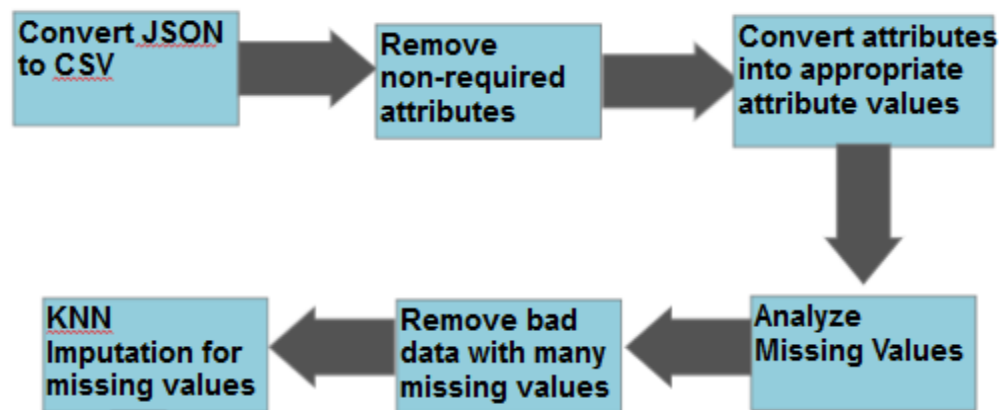 Convert JSON
to CSV
Remove
non-required
attributes
Convert attributes
into appropriate
attribute values
Analyze
Missing Values
Remove bad
data with many
missing values
KNN
Imputation for
missing values